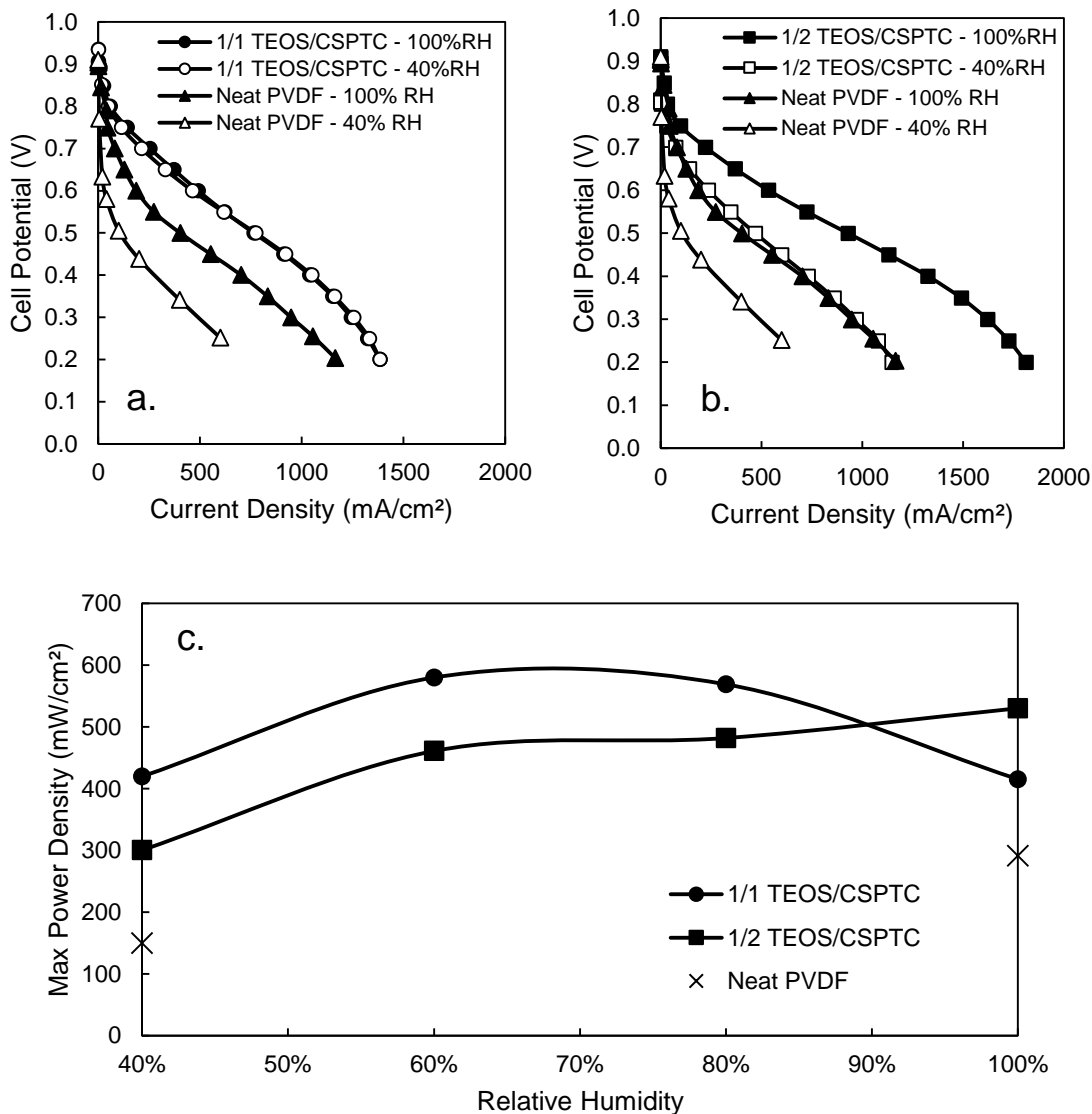 1.0
0.9
0.8
0.7
0.6
0.5
0.4
0.3
0.2
0.1
0.0
Cell Potential (V)
1/1 TEOS/CSPTC - 100%RH
1/1 TEOS/CSPTC - 40%RH
Neat PVDF - 100% RH
Neat PVDF - 40% RH
a.
0 500 1000 1500 2000
Current Density (mA/cm²)
1.0
0.9
0.8
0.7
0.6
0.5
0.4
0.3
0.2
0.1
0.0
Cell Potential (V)
1/2 TEOS/CSPTC - 100%RH
1/2 TEOS/CSPTC - 40%RH
Neat PVDF - 100% RH
Neat PVDF - 40% RH
b.
0 500 1000 1500 2000
Current Density (mA/cm²)
700
600
500
400
300
200
100
0
Max Power Density (mW/cm²)
c.
1/1 TEOS/CSPTC
1/2 TEOS/CSPTC
Neat PVDF
40% 50% 60% 70% 80% 90% 100%
Relative Humidity